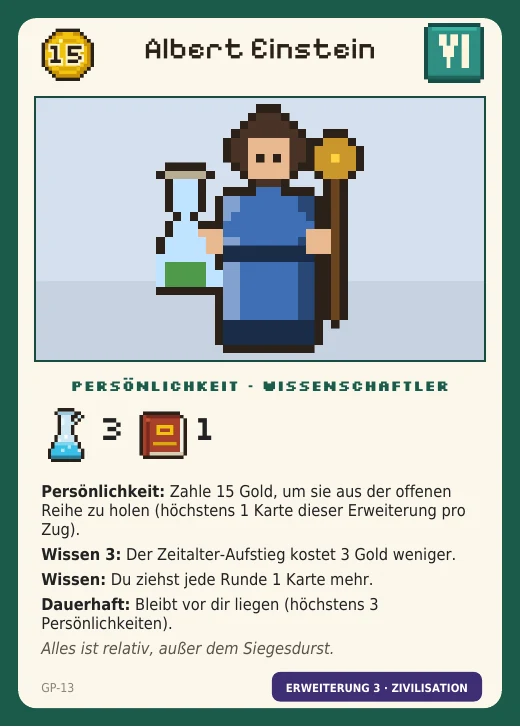 15
Albert Einstein
VI
PERSÖNLICHKEIT - WISSENSCHAFTLER
3 1
Persönlichkeit: Zahle 15 Gold, um sie aus der offenen
Reihe zu holen (höchstens 1 Karte dieser Erweiterung pro
Zug).
Wissen 3: Der Zeitalter-Aufstieg kostet 3 Gold weniger.
Wissen: Du ziehst jede Runde 1 Karte mehr.
Dauerhaft: Bleibt vor dir liegen (höchstens 3
Persönlichkeiten).
Alles ist relativ, außer dem Siegesdurst.
GP-13
ERWEITERUNG 3 · ZIVILISATION